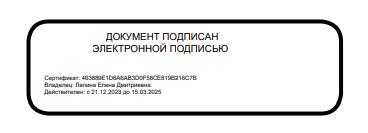 ДОКУМЕНТ ПОДПИСАН
ЭЛЕКТРОННОЙ ПОДПИСЬЮ
Сертификат: 463889E1D6A6AB3D0F58CE819B216C7B
Владелец: Лапина Елена Дмитриевна
Действителен: с 21.12.2023 до 15.03.2025